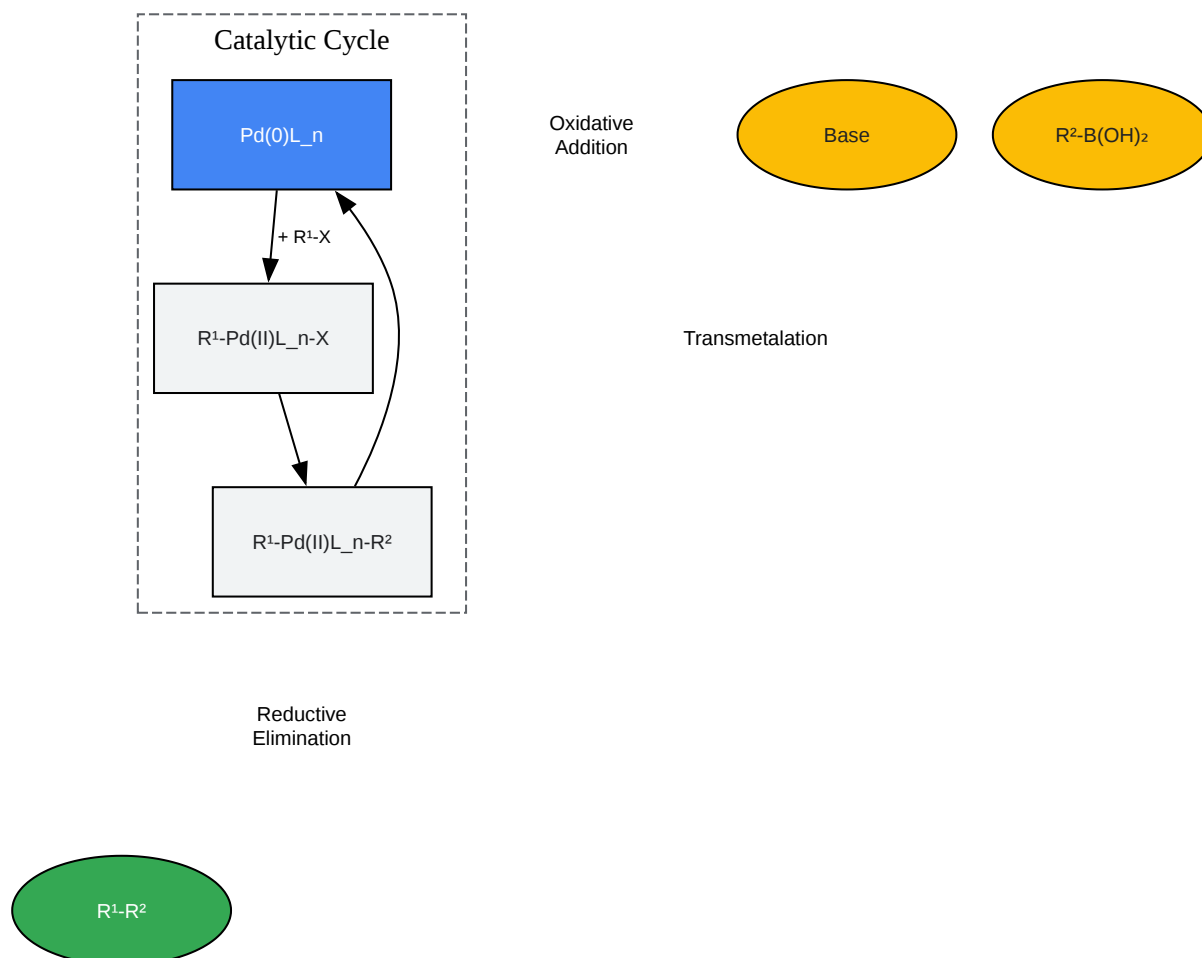 Catalytic Cycle
Pd(0)L_n
Oxidative
Addition
Base
R²-B(OH)₂
+ R¹-X
R¹-Pd(II)L_n-X
Transmetalation
R¹-Pd(II)L_n-R²
Reductive
Elimination
R¹-R²